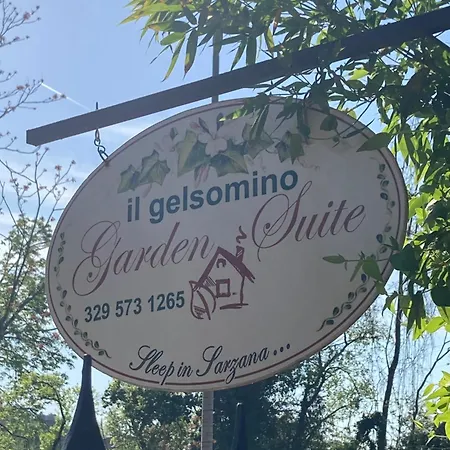 il gelsomino
Garden Suite
329 573 1265
Sleep in Sarzana...